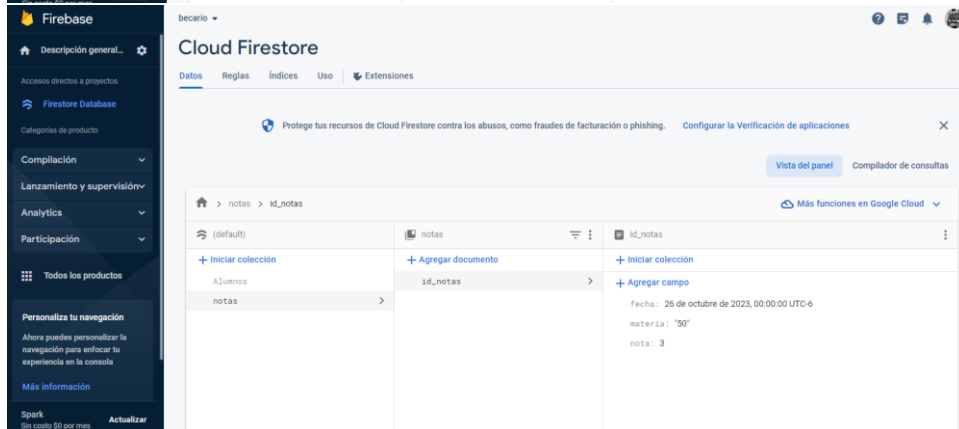 Sin costo $0 por mes
Firebase
becario
Descripción general...
Cloud Firestore
Datos Reglas Índices Uso Extensiones
Accesos directos a proyectos
Firestore Database
Categorías de producto
Protege tus recursos de Cloud Firestore contra los abusos, como fraudes de facturación o phishing. Configurar la Verificación de aplicaciones
Compilación
Vista del panel Compilador de consultas
Lanzamiento y supervisión
Analytics
Participación
Todos los productos
notas > id_notas
Más funciones en Google Cloud
(default) notas id_notas
+ Iniciar colección + Agregar documento + Iniciar colección
Alumnos id_notas + Agregar campo
notas fecha: 26 de octubre de 2023, 00:00:00 UTC-6
materia: "50"
nota: 3
Personaliza tu navegación
Ahora puedes personalizar la
navegación para enfocar tu
experiencia en la consola
Más información
Spark
Sin costo $0 por mes
Actualizar